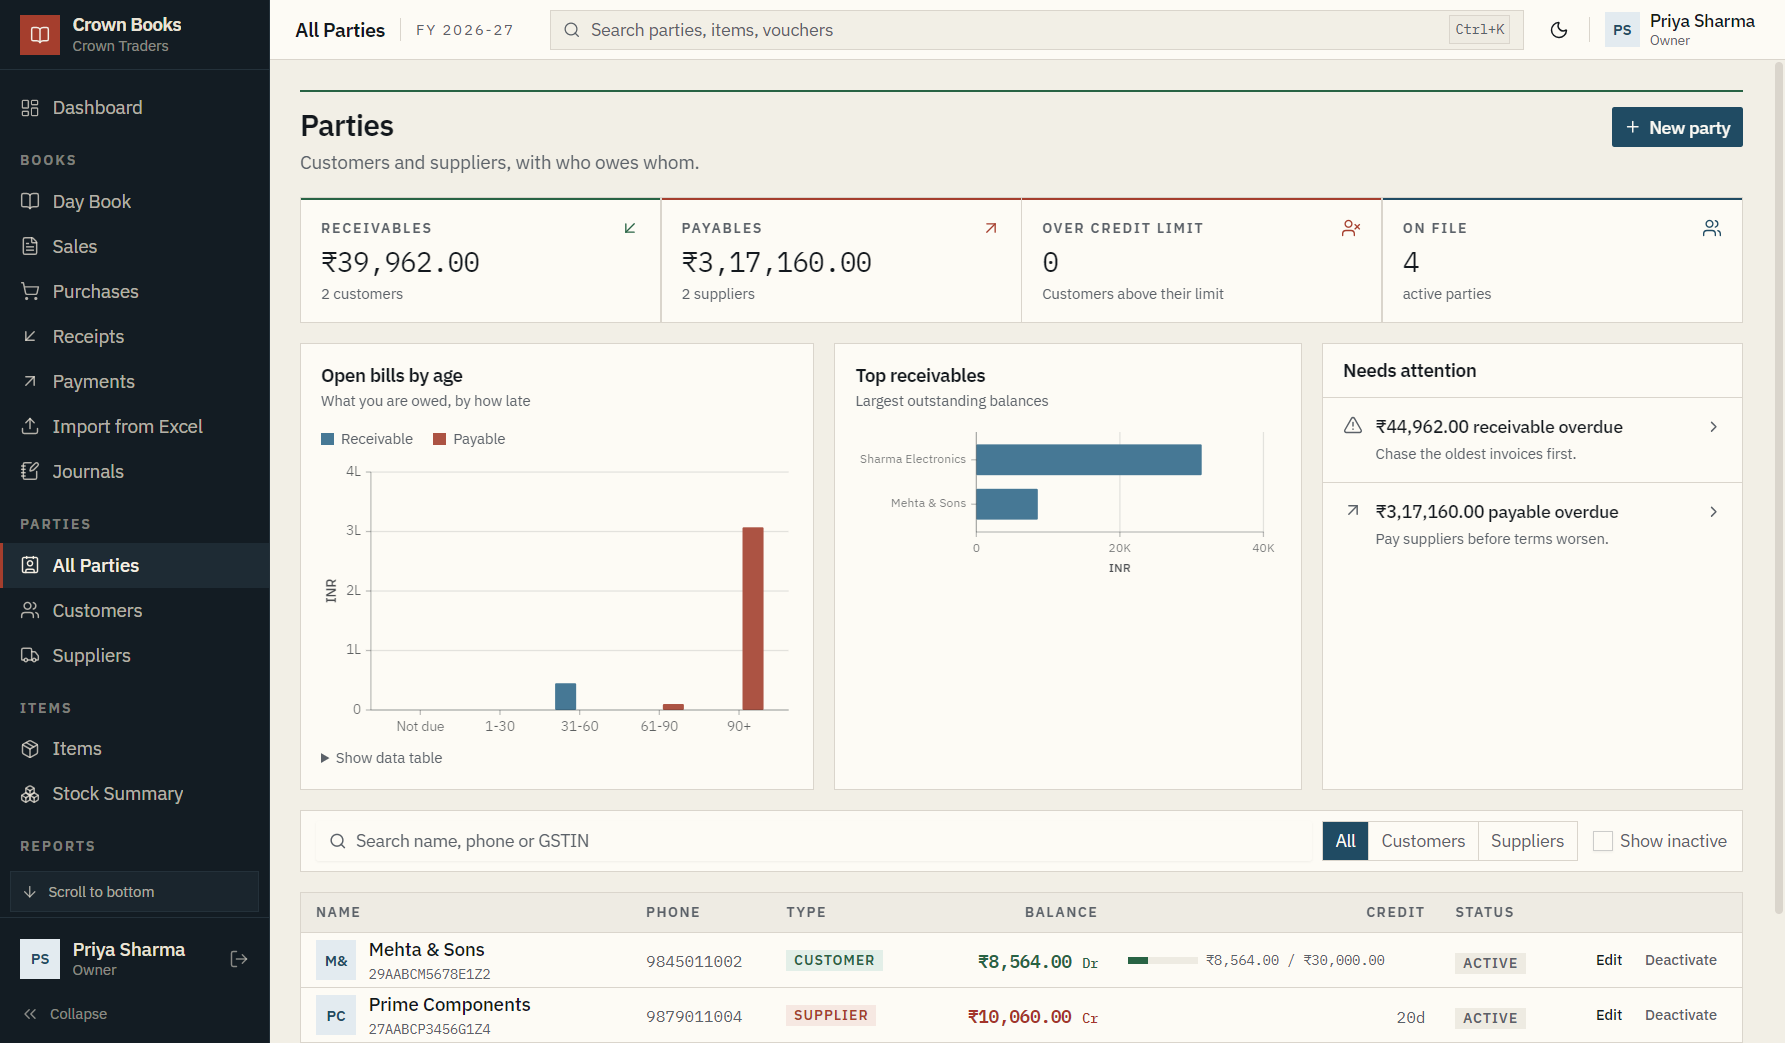 Crown Books
Crown Traders
Dashboard
BOOKS
Day Book
Sales
Purchases
Receipts
Payments
Import from Excel
Journals
PARTIES
All Parties
Customers
Suppliers
ITEMS
Items
Stock Summary
REPORTS
Scroll to bottom
PS Priya Sharma
Owner
Collapse
All Parties FY 2026-27 Search parties, items, vouchers Ctrl+K PS Priya Sharma
Owner
Parties
+ New party
Customers and suppliers, with who owes whom.
RECEIVABLES
₹39,962.00
2 customers
PAYABLES
₹3,17,160.00
2 suppliers
OVER CREDIT LIMIT
0
Customers above their limit
ON FILE
4
active parties
Open bills by age
What you are owed, by how late
Receivable Payable
4L
3L
2L
1L
0
INR
Not due 1-30 31-60 61-90 90+
Show data table
Top receivables
Largest outstanding balances
Sharma Electronics
Mehta & Sons
0 20K 40K
INR
Needs attention
₹44,962.00 receivable overdue
Chase the oldest invoices first.
₹3,17,160.00 payable overdue
Pay suppliers before terms worsen.
Search name, phone or GSTIN All Customers Suppliers Show inactive
NAME PHONE TYPE BALANCE CREDIT STATUS
M& Mehta & Sons 9845011002 CUSTOMER ₹8,564.00 Dr ₹8,564.00 / ₹30,000.00 ACTIVE Edit Deactivate
29AABCM5678E1Z2
PC Prime Components 9879011004 SUPPLIER ₹10,060.00 Cr 20d ACTIVE Edit Deactivate
27AABCP3456G1Z4